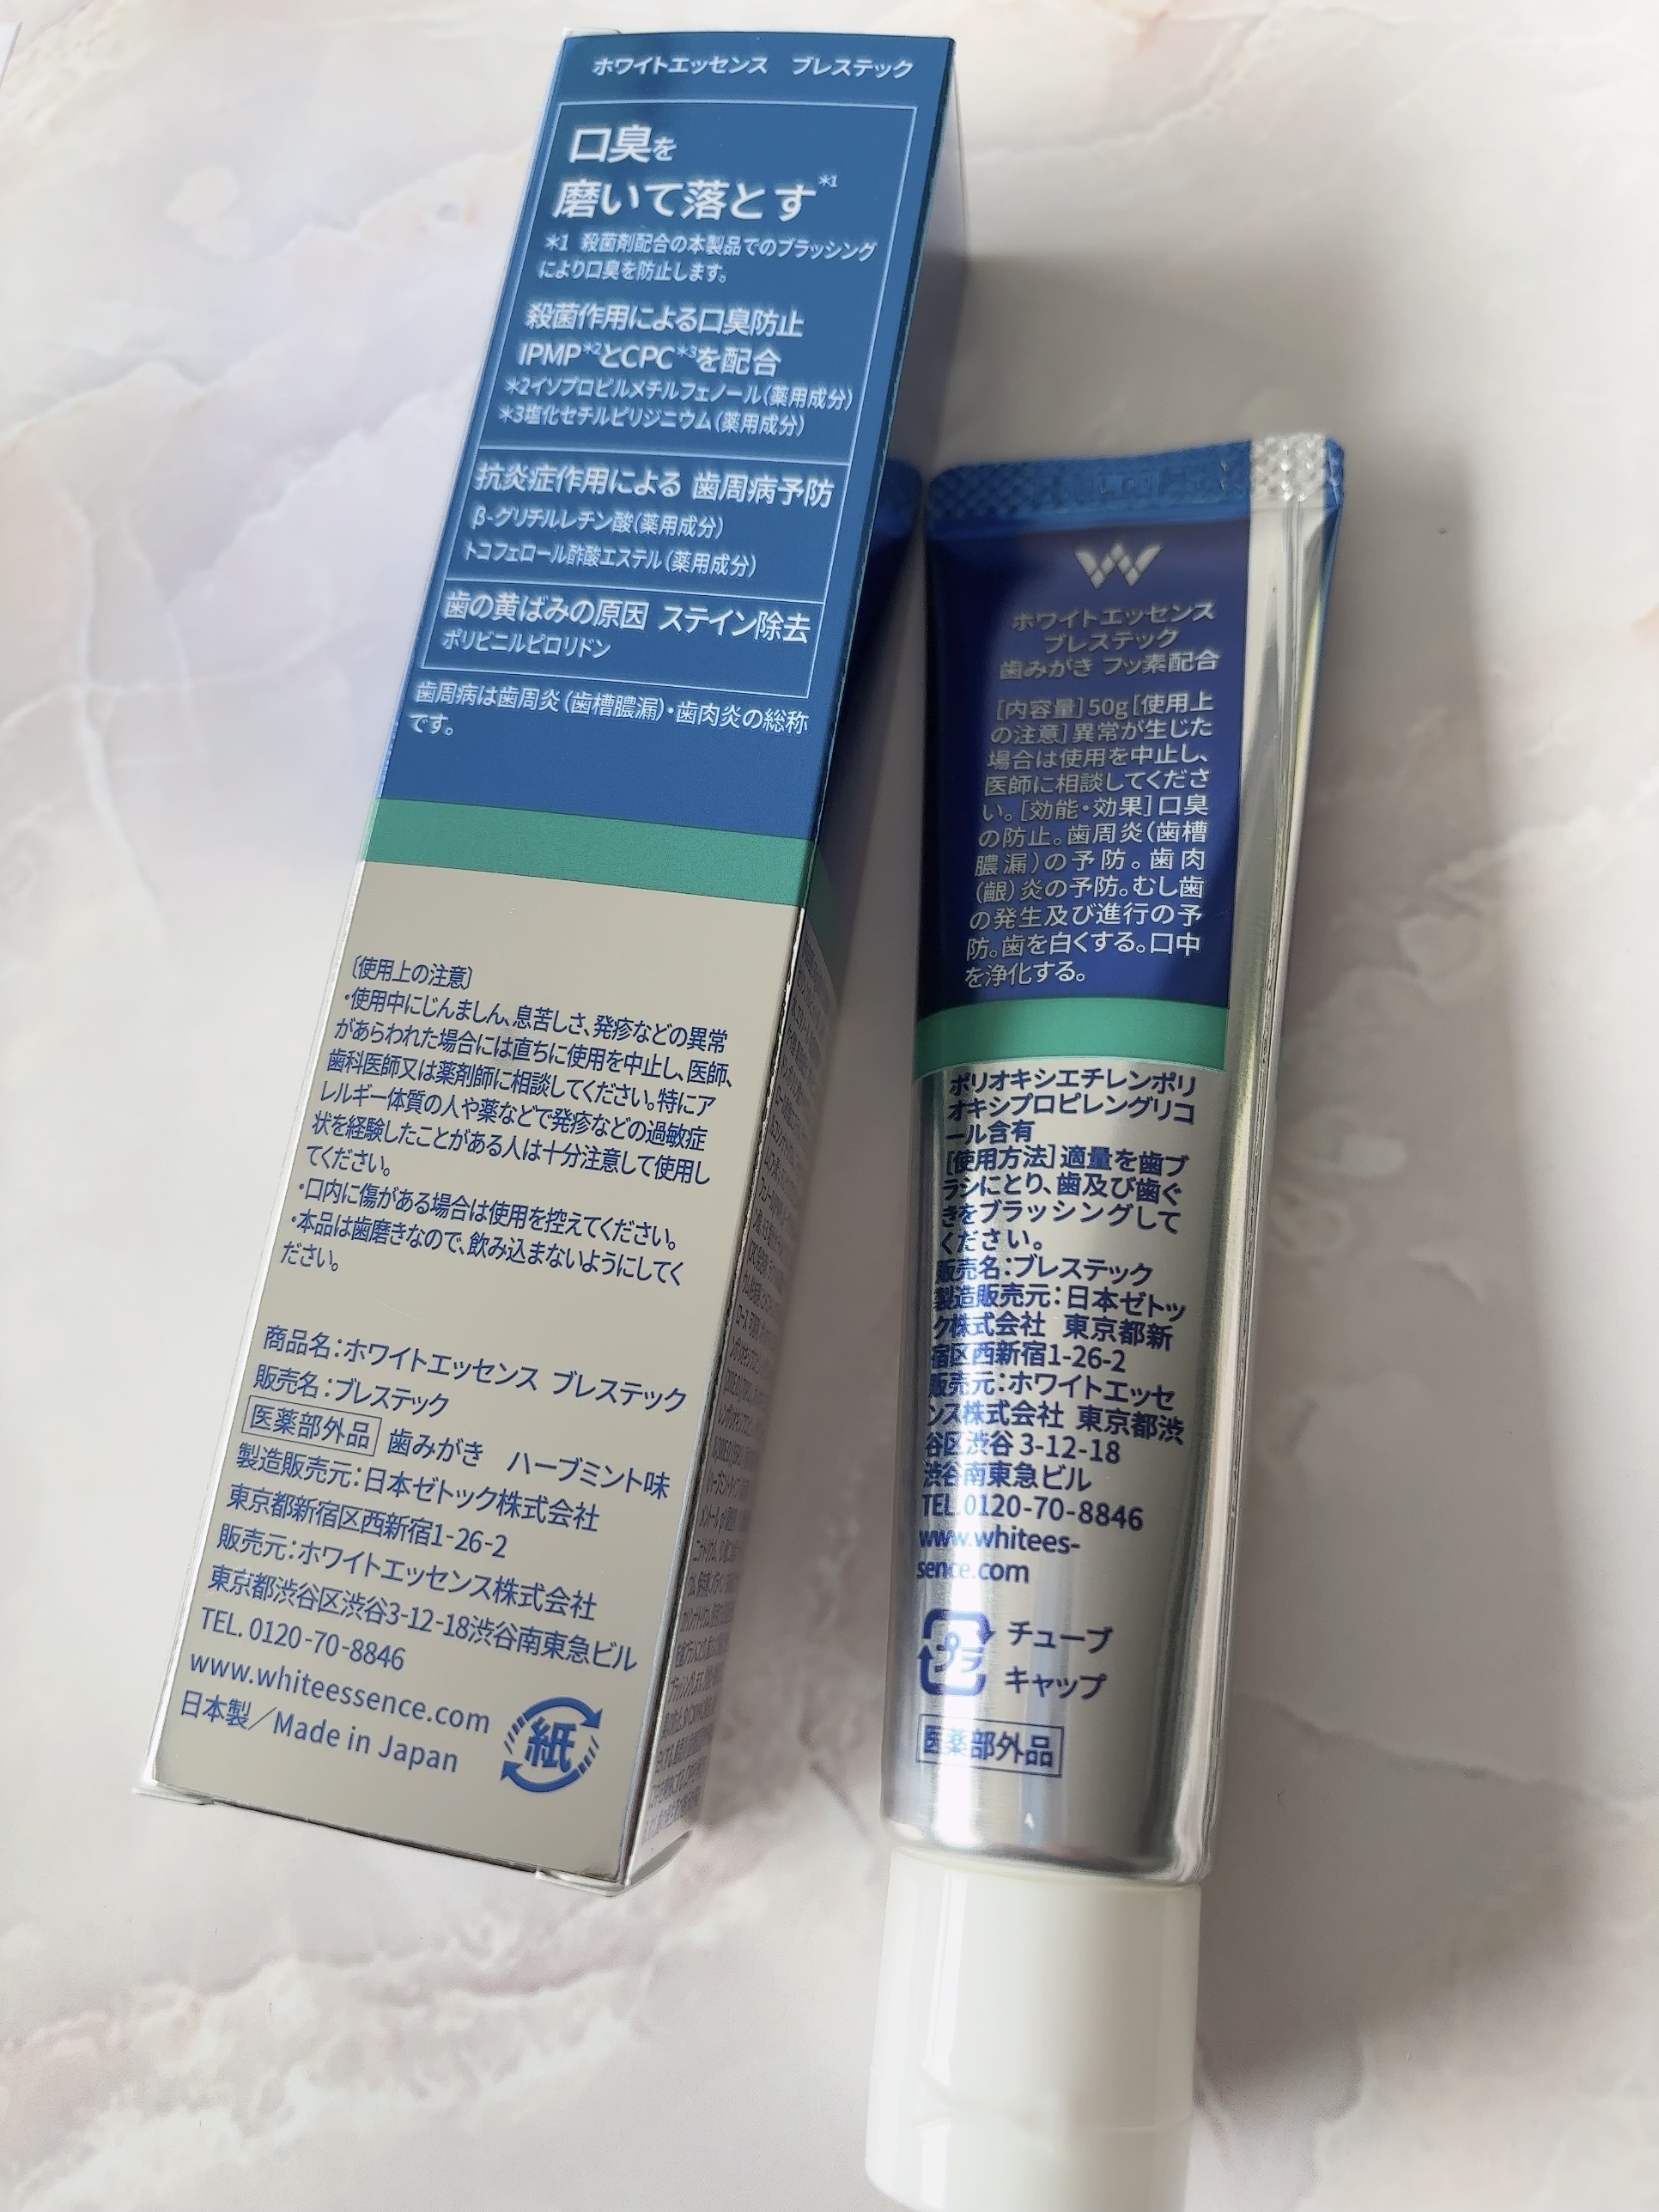 ホワイトエッセンス ブレステック
口臭を
磨いて落とす*1
*1 殺菌剤配合の本製品でのブラッシング
により口臭を防止します。
殺菌作用による口臭防止
IPMP*2とCPC*3を配合
*2イソプロピルメチルフェノール(薬用成分)
*3塩化セチルピリジニウム(薬用成分)
抗炎症作用による 歯周病予防
β-グリチルレチン酸(薬用成分)
トコフェロール酢酸エステル(薬用成分)
歯の黄ばみの原因 ステイン除去
ポリビニルピロリドン
歯周病は歯周炎(歯槽膿漏)・歯肉炎の総称
です。
〔使用上の注意〕
・使用中にじんましん、息苦しさ、発疹などの異常
があらわれた場合には直ちに使用を中止し、医師、
歯科医師又は薬剤師に相談してください。特にア
レルギー体質の人や薬などで発疹などの過敏症
状を経験したことがある人は十分注意して使用し
てください。
・口内に傷がある場合は使用を控えてください。
・本品は歯磨きなので、飲み込まないようにしてく
ださい。
商品名:ホワイトエッセンス ブレステック
販売名:ブレステック
医薬部外品 歯みがき ハーブミント味
製造販売元:日本ゼトック株式会社
東京都新宿区西新宿1-26-2
販売元:ホワイトエッセンス株式会社
東京都渋谷区渋谷3-12-18渋谷南東急ビル
TEL. 0120-70-8846
www.whiteessence.com
日本製／Made in Japan
紙
ホワイトエッセンス
ブレステック
歯みがき フッ素配合
[内容量]50g[使用上
の注意]異常が生じた
場合は使用を中止し、
医師に相談してくださ
い。[効能・効果]口臭
の防止。歯周炎(歯槽
膿漏)の予防。歯肉
(齦)炎の予防。むし歯
の発生及び進行の予
防。歯を白くする。口中
を浄化する。
ポリオキシエチレンポリ
オキシプロピレングリコ
ール含有
[使用方法]適量を歯ブ
ラシにとり、歯及び歯ぐ
きをブラッシングして
ください。
販売名:ブレステック
製造販売元:日本ゼトッ
ク株式会社 東京都新
宿区西新宿1-26-2
販売元:ホワイトエッセ
ンス株式会社 東京都渋
谷区渋谷 3-12-18
渋谷南東急ビル
TEL.0120-70-8846
www.whitees-
sence.com
プラ チューブ
キャップ
医薬部外品